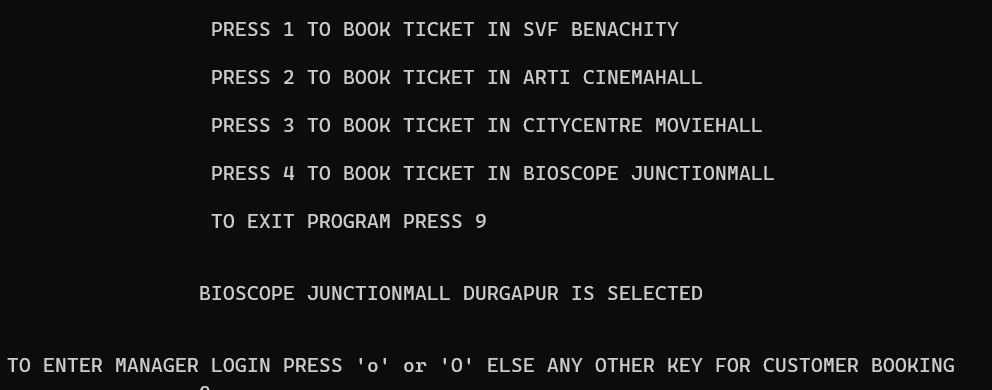 PRESS 1 TO BOOK TICKET IN SVF BENACHITY
PRESS 2 TO BOOK TICKET IN ARTI CINEMAHALL
PRESS 3 TO BOOK TICKET IN CITYCENTRE MOVIEHALL
PRESS 4 TO BOOK TICKET IN BIOSCOPE JUNCTIONMALL
TO EXIT PROGRAM PRESS 9
BIOSCOPE JUNCTIONMALL DURGAPUR IS SELECTED
TO ENTER MANAGER LOGIN PRESS 'o' or 'O' ELSE ANY OTHER KEY FOR CUSTOMER BOOKING